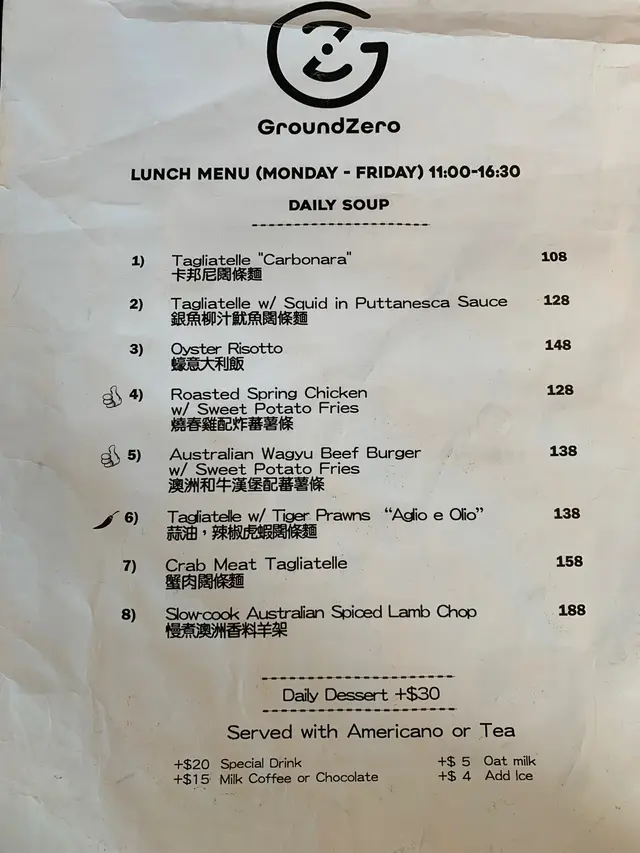 GroundZero
LUNCH MENU (MONDAY - FRIDAY) 11:00-16:30
DAILY SOUP
1) Tagliatelle "Carbonara" 108
卡邦尼闊條麵
2) Tagliatelle w/ Squid in Puttanesca Sauce 128
銀魚柳汁魷魚闊條麵
3) Oyster Risotto 148
蠔意大利飯
4) Roasted Spring Chicken 128
w/ Sweet Potato Fries
燒春雞配炸蕃薯條
5) Australian Wagyu Beef Burger 138
w/ Sweet Potato Fries
澳洲和牛漢堡配蕃薯條
6) Tagliatelle w/ Tiger Prawns “Aglio e Olio” 138
蒜油，辣椒虎蝦闊條麵
7) Crab Meat Tagliatelle 158
蟹肉闊條麵
8) Slow-cook Australian Spiced Lamb Chop 188
慢煮澳洲香料羊架
Daily Dessert +$30
Served with Americano or Tea
+$20 Special Drink +$ 5 Oat milk
+$15 Milk Coffee or Chocolate +$ 4 Add Ice